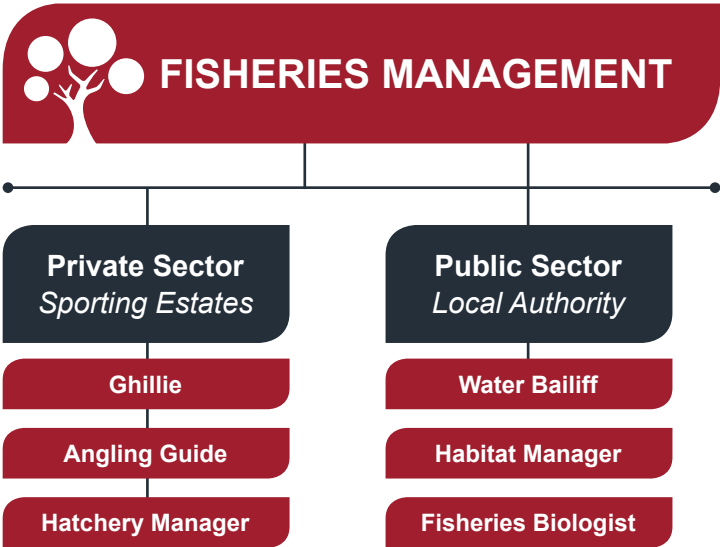 FISHERIES MANAGEMENT
Private Sector
Sporting Estates
Ghillie
Angling Guide
Hatchery Manager
Public Sector
Local Authority
Water Bailiff
Habitat Manager
Fisheries Biologist